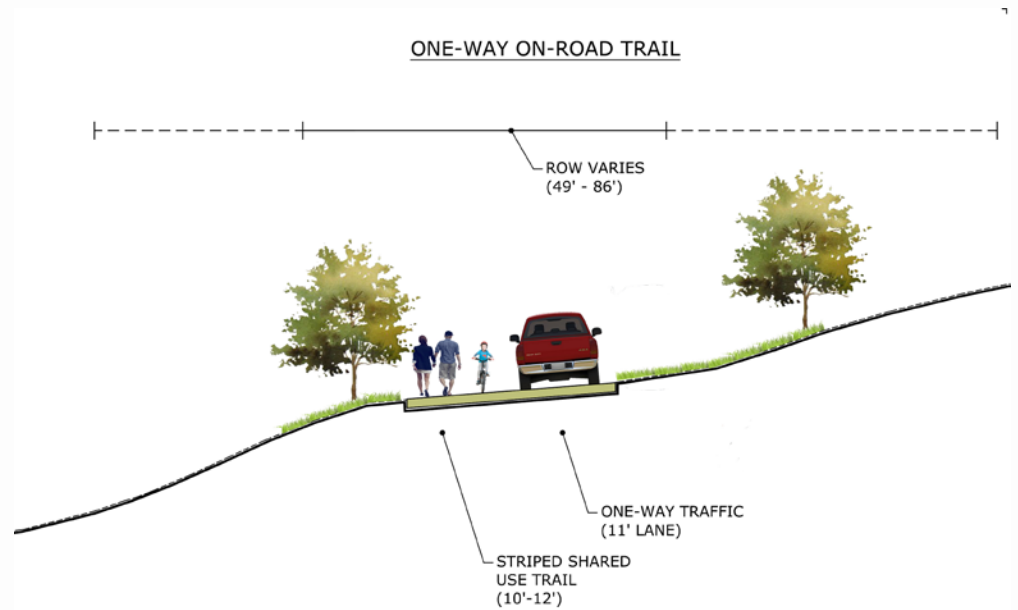 ONE-WAY ON-ROAD TRAIL
ROW VARIES
(49' - 86')
ONE-WAY TRAFFIC
(11' LANE)
STRIPED SHARED
USE TRAIL
(10'-12')